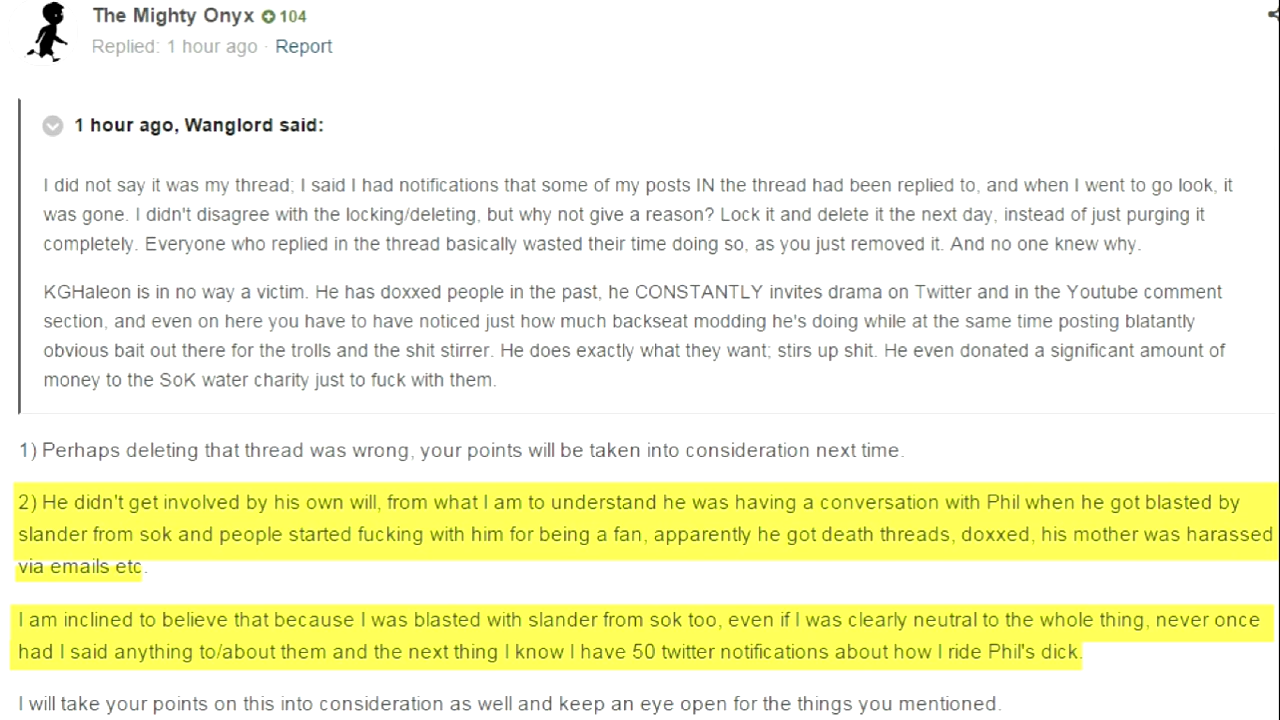 The Mighty Onyx 104
Replied: 1 hour ago · Report
1 hour ago, Wanglord said:
I did not say it was my thread; I said I had notifications that some of my posts IN the thread had been replied to, and when I went to go look, it
was gone. I didn't disagree with the locking/deleting, but why not give a reason? Lock it and delete it the next day, instead of just purging it
completely. Everyone who replied in the thread basically wasted their time doing so, as you just removed it. And no one knew why.
KGHaleon is in no way a victim. He has doxxed people in the past, he CONSTANTLY invites drama on Twitter and in the Youtube comment
section, and even on here you have to have noticed just how much backseat modding he's doing while at the same time posting blatantly
obvious bait out there for the trolls and the shit stirrer. He does exactly what they want; stirs up shit. He even donated a significant amount of
money to the SoK water charity just to fuck with them.
1) Perhaps deleting that thread was wrong, your points will be taken into consideration next time.
2) He didn't get involved by his own will, from what I am to understand he was having a conversation with Phil when he got blasted by
slander from sok and people started fucking with him for being a fan, apparently he got death threads, doxxed, his mother was harassed
via emails etc.
I am inclined to believe that because I was blasted with slander from sok too, even if I was clearly neutral to the whole thing, never once
had I said anything to/about them and the next thing I know I have 50 twitter notifications about how I ride Phil's dick.
I will take your points on this into consideration as well and keep an eye open for the things you mentioned.